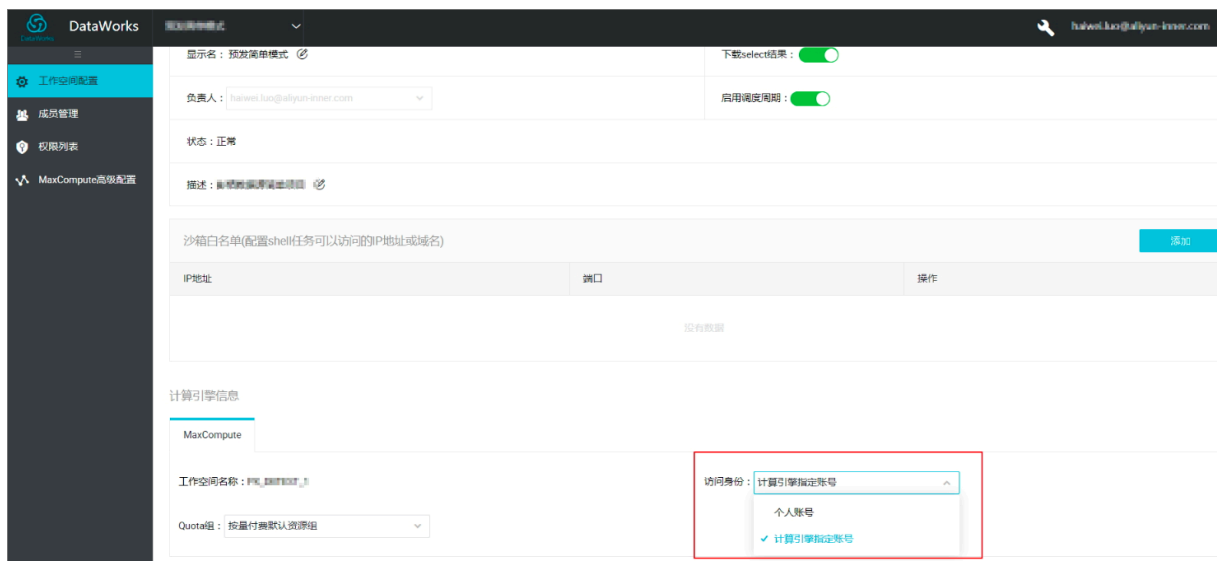 DataWorks
DataWorks
haiwei.luo@aliyun-inner.com
显示名： 预发简单模式
下载select结果：
工作空间配置
负责人： haiwei.luo@aliyun-inner.com
启用调度周期：
成员管理
状态：正常
权限列表
MaxCompute高级配置
描述：
沙箱白名单(配置shell任务可以访问的IP地址或域名)
添加
IP地址
端口
操作
没有数据
计算引擎信息
MaxCompute
工作空间名称：
访问身份： 计算引擎指定账号
个人账号
Quota组： 按量付费默认资源组
计算引擎指定账号